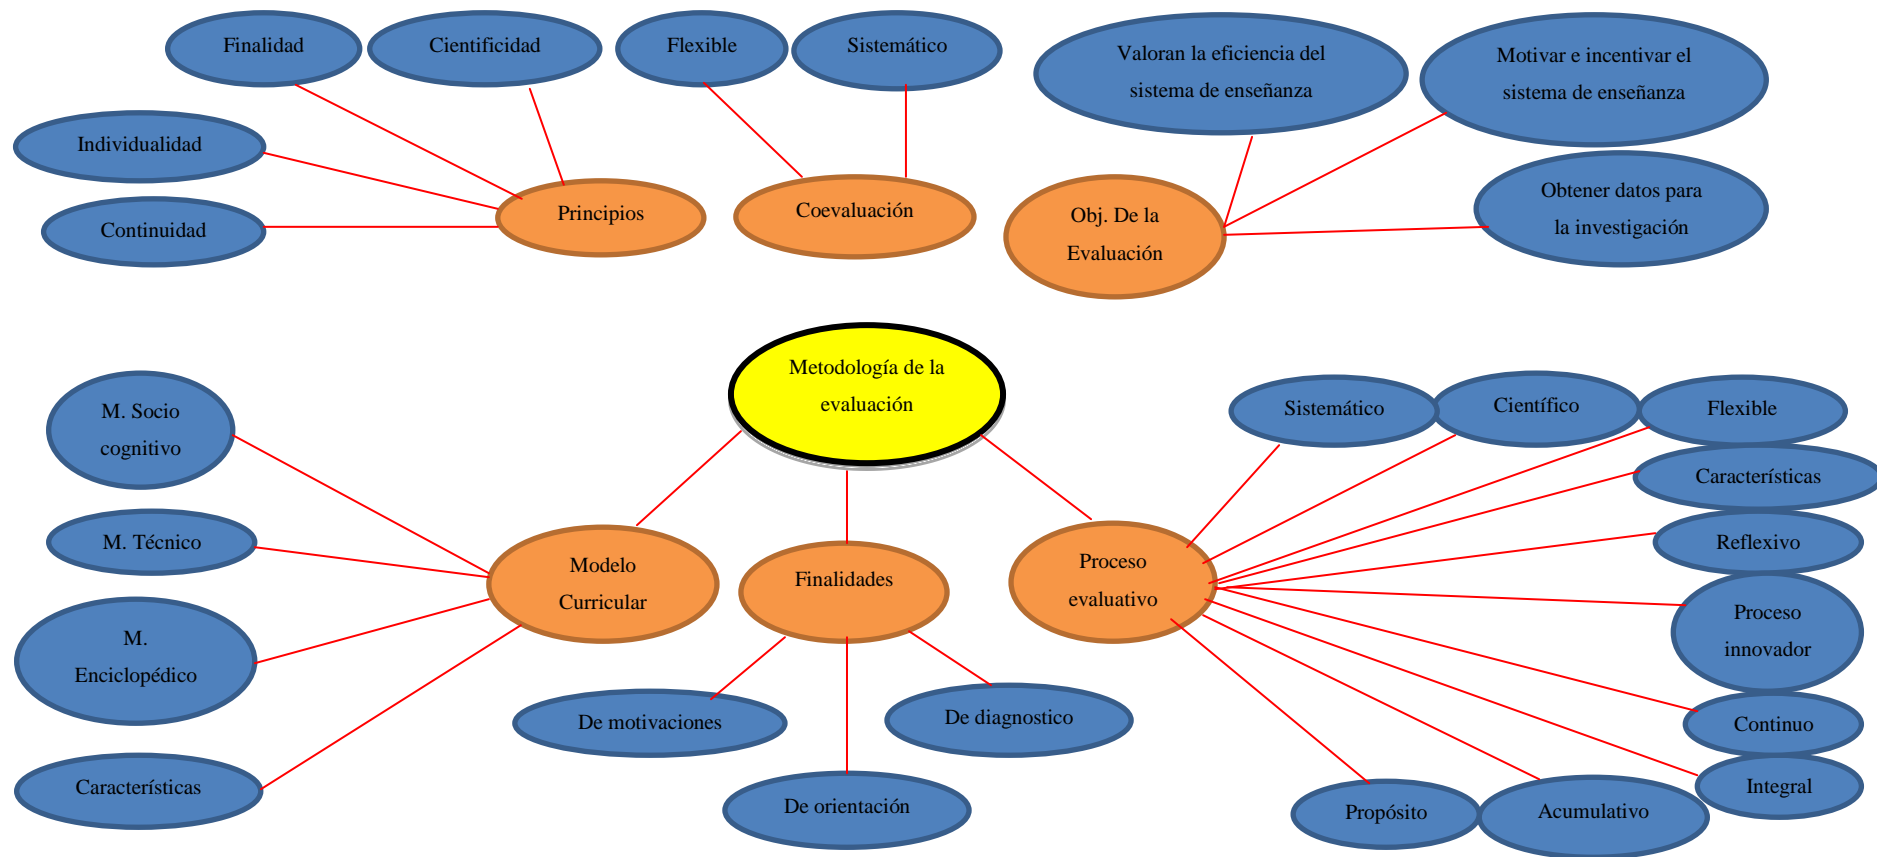 Finalidad
Cientificidad
Flexible
Sistemático
Valoran la eficiencia del
sistema de enseñanza
Motivar e incentivar el
sistema de enseñanza
Individualidad
Continuidad
Principios
Coevaluación
Obj. De la
Evaluación
Obtener datos para
la investigación
Metodología de la
evaluación
M. Socio
cognitivo
M. Técnico
M.
Enciclopédico
Características
Modelo
Curricular
Finalidades
Proceso
evaluativo
De motivaciones
De orientación
De diagnostico
Sistemático
Científico
Flexible
Características
Reflexivo
Proceso
innovador
Continuo
Integral
Acumulativo
Propósito